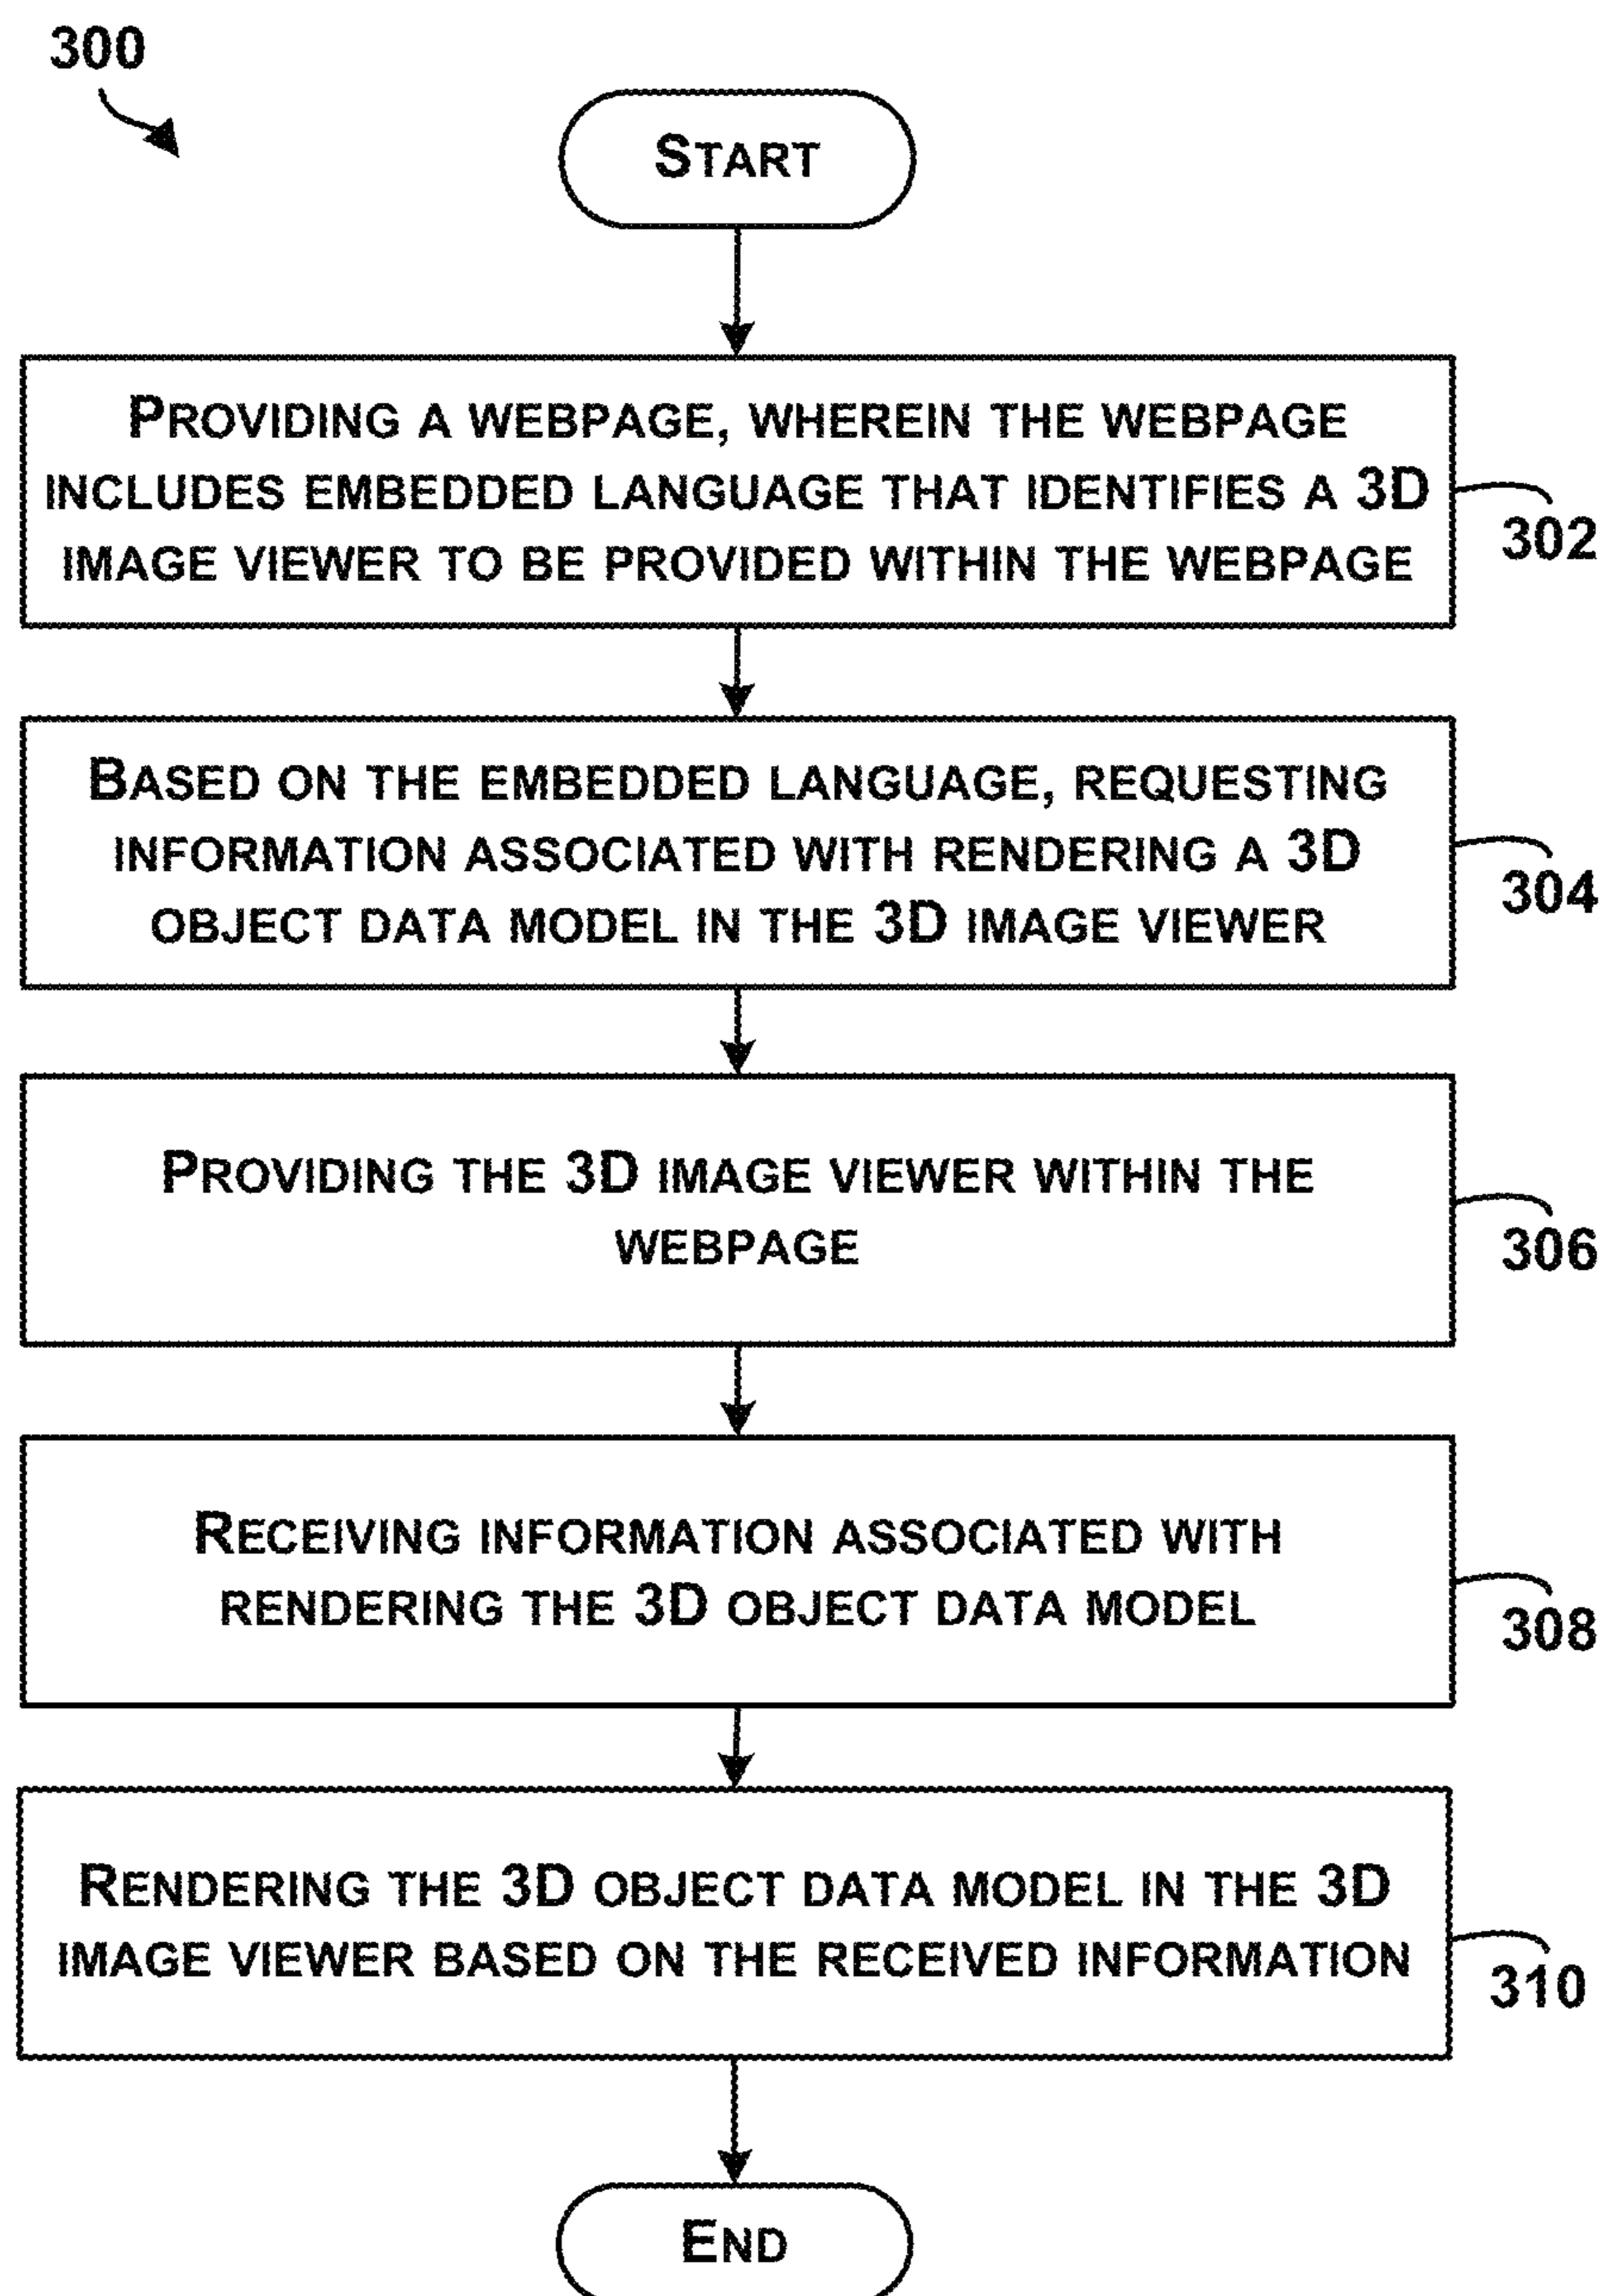 300
START
PROVIDING A WEBPAGE, WHEREIN THE WEBPAGE
INCLUDES EMBEDDED LANGUAGE THAT IDENTIFIES A 3D
IMAGE VIEWER TO BE PROVIDED WITHIN THE WEBPAGE
302
BASED ON THE EMBEDDED LANGUAGE, REQUESTING
INFORMATION ASSOCIATED WITH RENDERING A 3D
OBJECT DATA MODEL IN THE 3D IMAGE VIEWER
304
PROVIDING THE 3D IMAGE VIEWER WITHIN THE
WEBPAGE
306
RECEIVING INFORMATION ASSOCIATED WITH
RENDERING THE 3D OBJECT DATA MODEL
308
RENDERING THE 3D OBJECT DATA MODEL IN THE 3D
IMAGE VIEWER BASED ON THE RECEIVED INFORMATION
310
END